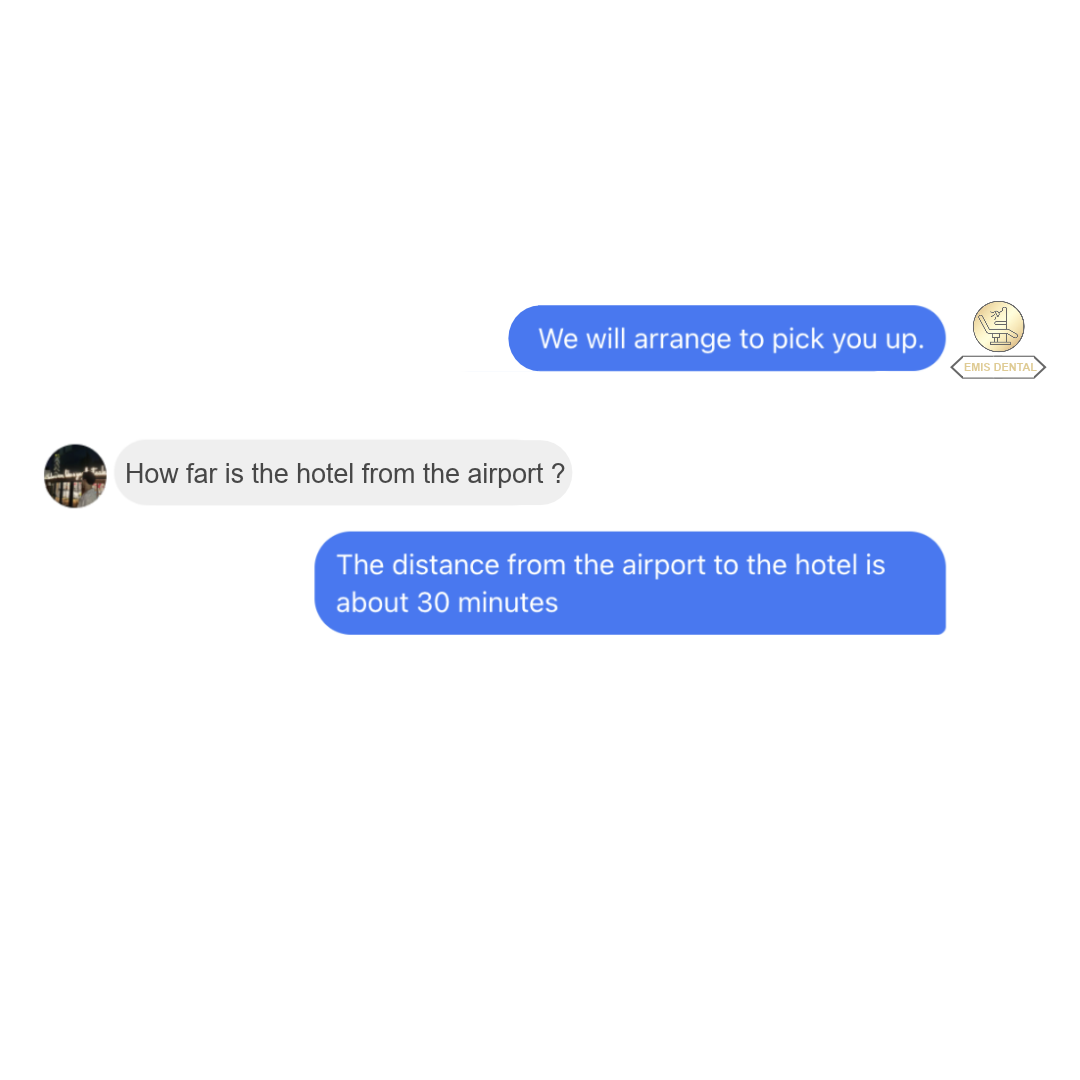 We will arrange to pick you up.
EMIS DENTAL
How far is the hotel from the airport ?
The distance from the airport to the hotel is
about 30 minutes